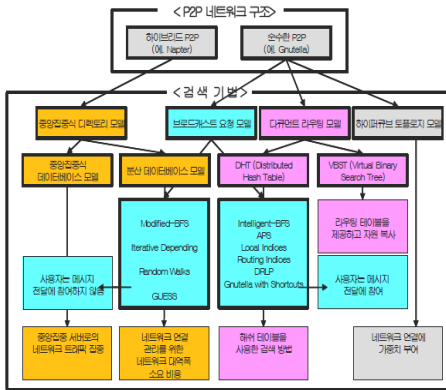 <P2P 네트워크 구조>
하이브리드 P2P
(예. Napter)
순수한 P2P
(예. Gnutella)
<검색 기법>
중앙집중식 디렉토리 모델
브로드캐스트 요청 모델
다큐먼트 라우팅 모델
하이퍼큐브 토폴로지 모델
중앙집중식
데이터베이스 모델
분산 데이터베이스 모델
DHT (Distributed
Hash Table)
VBST (Virtual Binary
Search Tree)
Modified-BFS
Iterative Depending
Random Walks
GUESS
Intelligent-BFS
APS
Local Indices
Routing Indices
DRLP
Gnutella with Shortcuts
라우팅 테이블을
제공하고 자원 복사
사용자는 메시지
전달에 참여하지 않음
사용자는 메시지
전달에 참여
중앙집중 서버로의
네트워크 트래픽 집중
네트워크 연결
관리를 위한
네트워크 대역폭
소요 비용
해쉬 테이블을
사용한 검색 방법
네트워크 연결에
가중치 부여